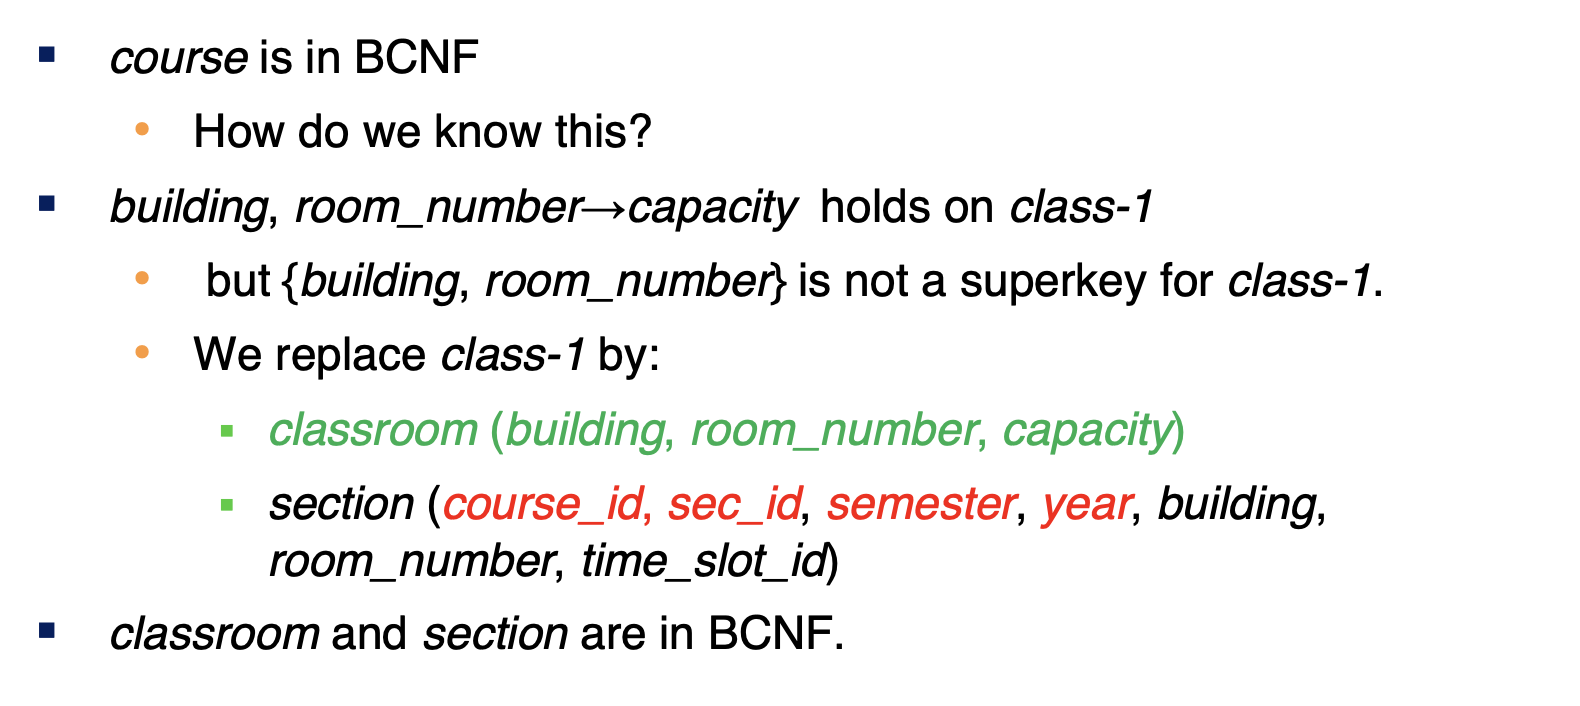 course is in BCNF
How do we know this?
building, room_number→capacity holds on class-1
but {building, room_number} is not a superkey for class-1.
We replace class-1 by:
classroom (building, room_number, capacity)
section (course_id, sec_id, semester, year, building,
room_number, time_slot_id)
classroom and section are in BCNF.